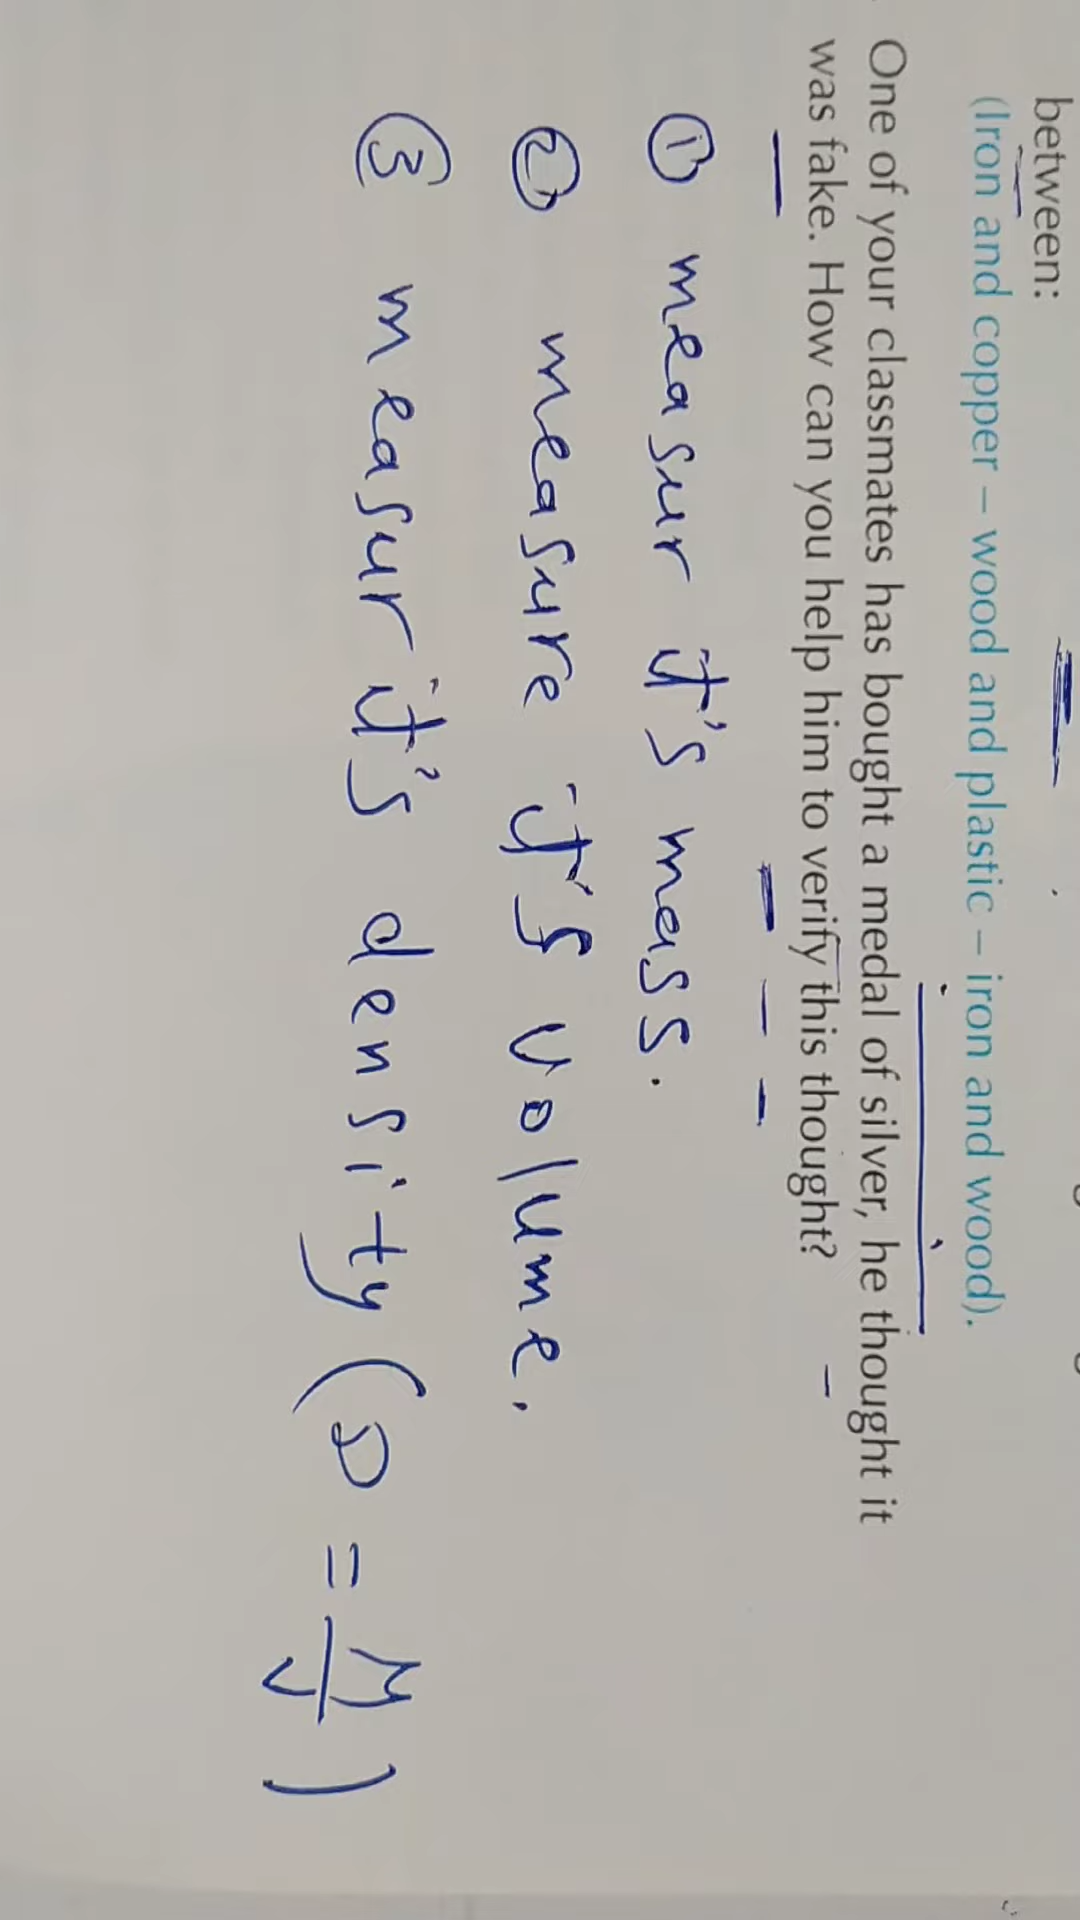 between:
(Iron and copper – wood and plastic – iron and wood).
One of your classmates has bought a medal of silver, he thought it
was fake. How can you help him to verify this thought?
① measur it's mass.
② measure it's volume.
③ measur it's density (D = M/V)